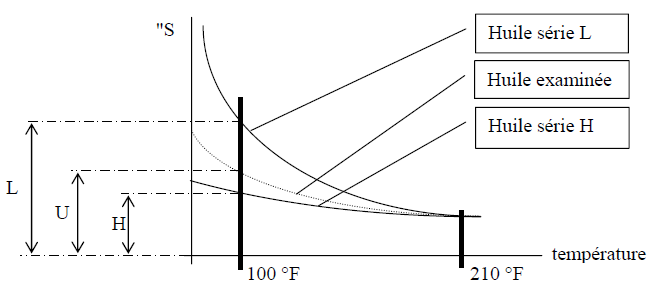 "S
Huile série L
Huile examinée
Huile série H
L
U
H
température
100 °F
210 °F